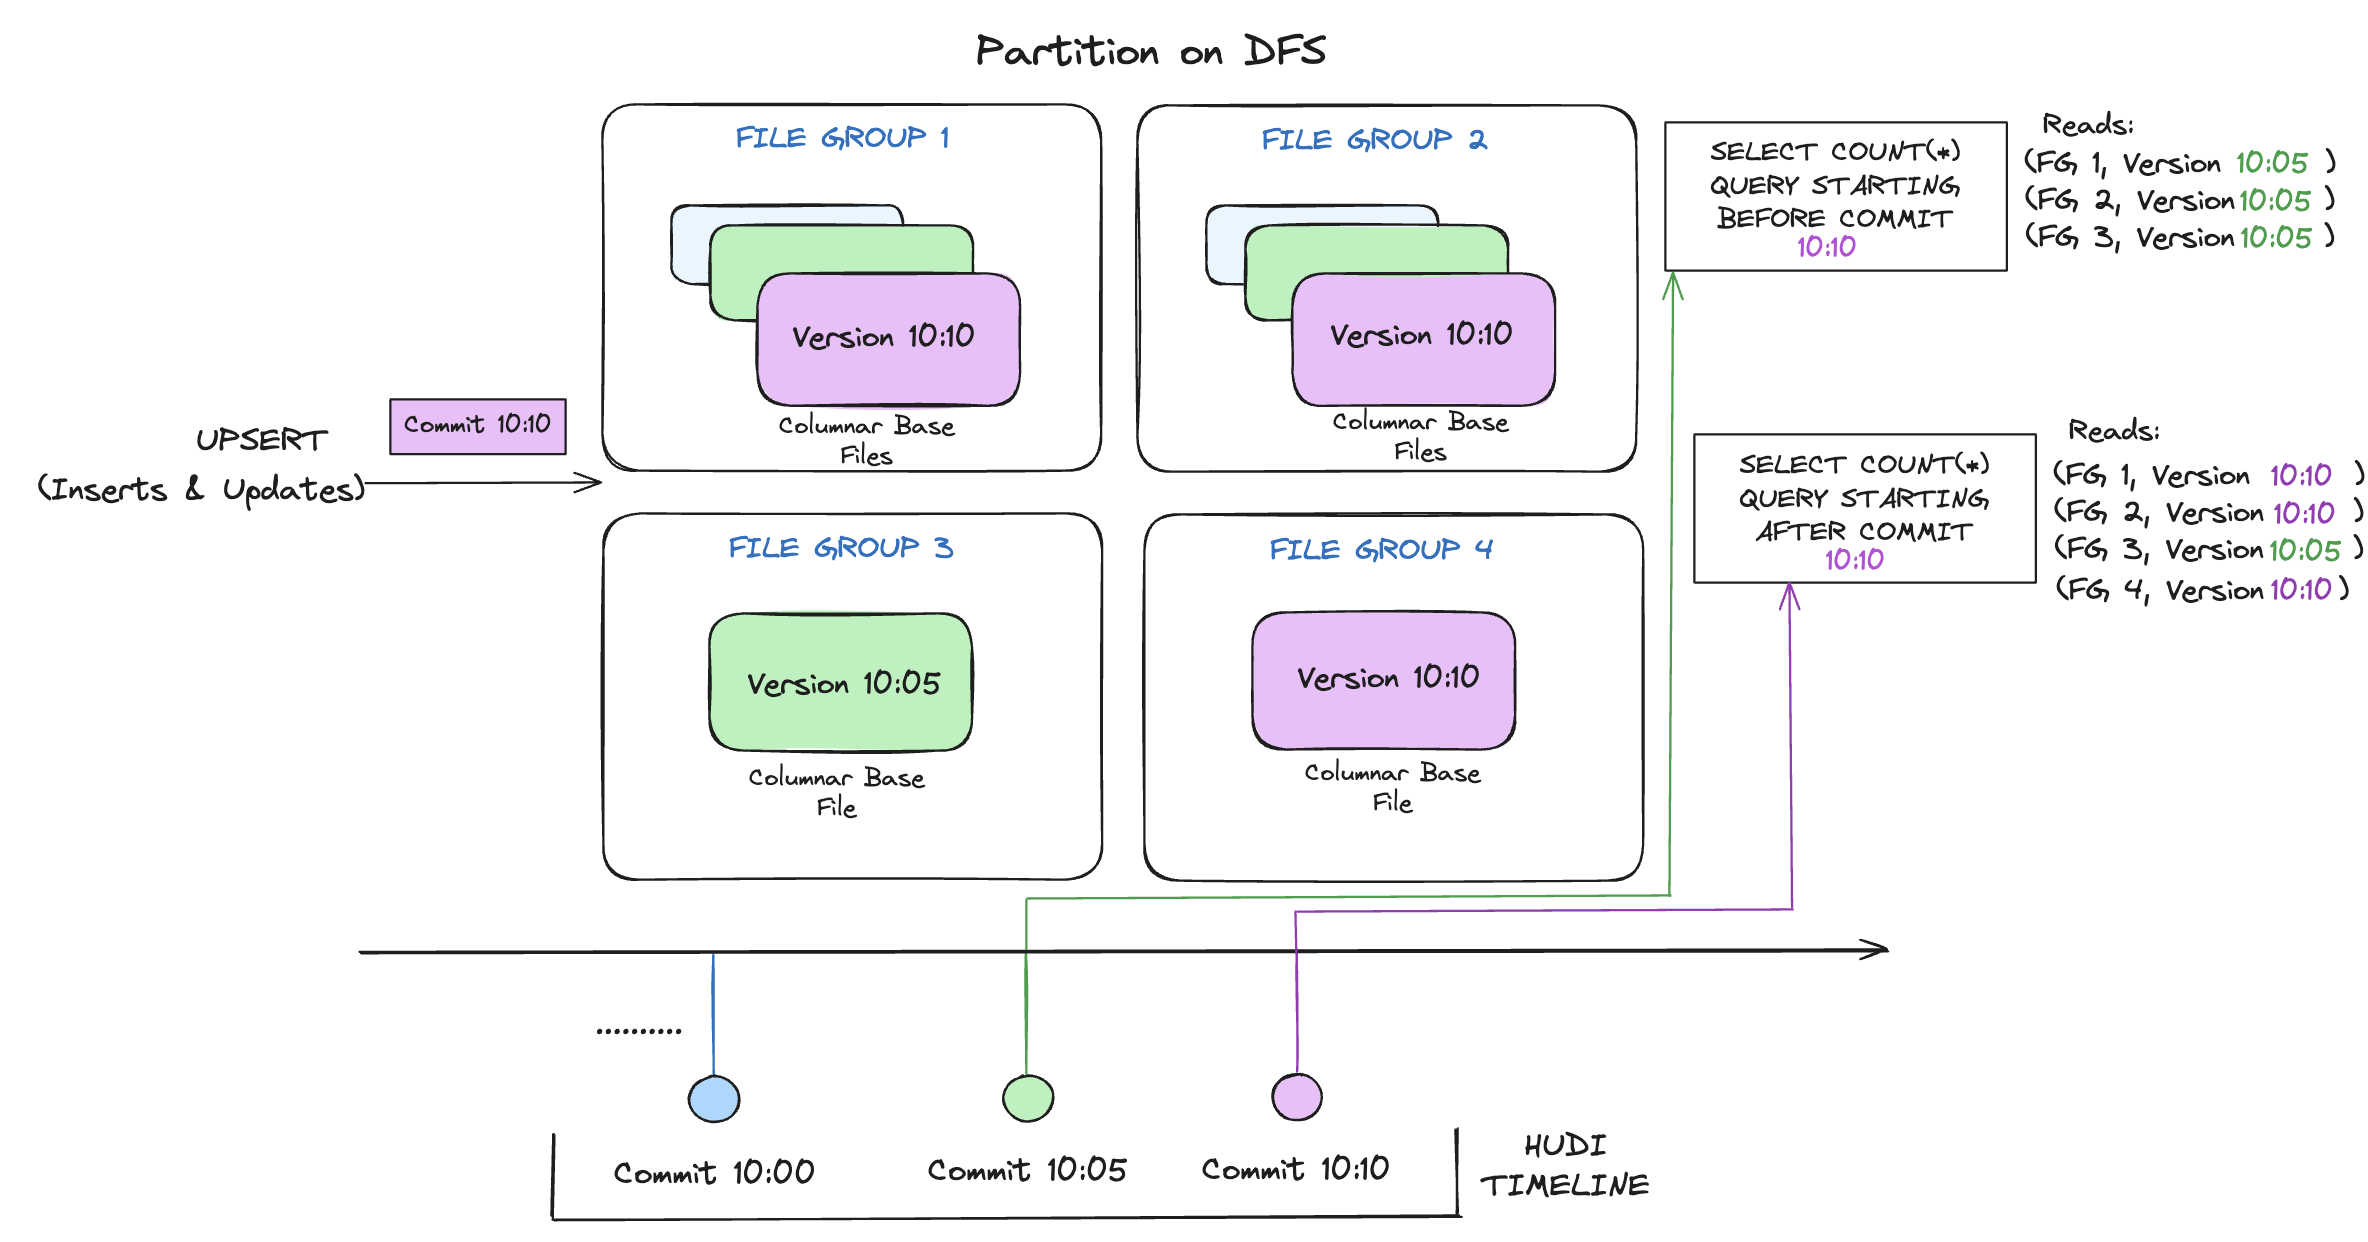 Partition on DFS
FILE GROUP 1
Version 10:10
Columnar Base
Files
FILE GROUP 2
Version 10:10
Columnar Base
Files
SELECT COUNT(*)
QUERY STARTING
BEFORE COMMIT
10:10
Reads:
(FG 1, Version 10:05 )
(FG 2, Version 10:05 )
(FG 3, Version 10:05 )
UPSERT
(Inserts & Updates)
Commit 10:10
SELECT COUNT(*)
QUERY STARTING
AFTER COMMIT
10:10
Reads:
(FG 1, Version 10:10 )
(FG 2, Version 10:10 )
(FG 3, Version 10:05 )
(FG 4, Version 10:10 )
FILE GROUP 3
Version 10:05
Columnar Base
File
FILE GROUP 4
Version 10:10
Columnar Base
File
..........
Commit 10:00
Commit 10:05
Commit 10:10
HUDI
TIMELINE